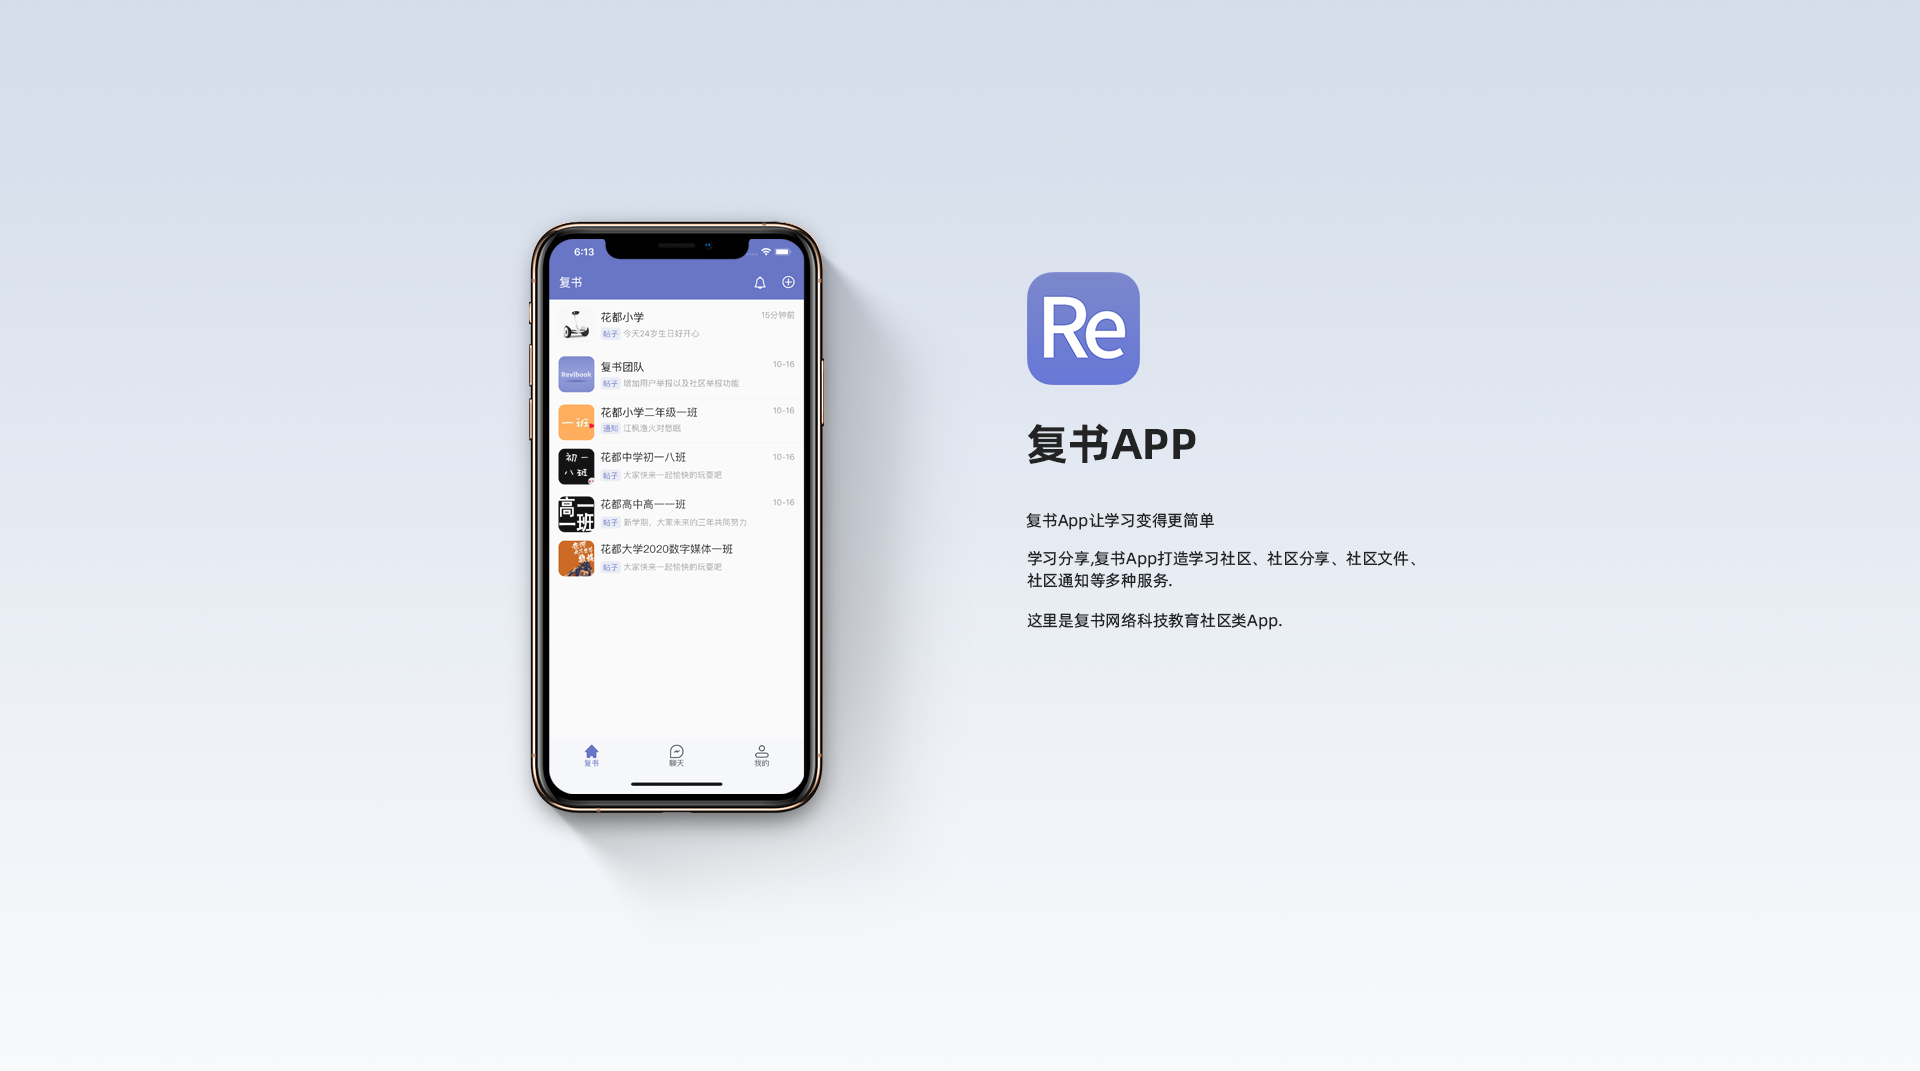 6:13
复书
花都小学
15分钟前
帖子 今天24岁生日好开心
Revibook
复书团队
10-16
帖子 增加用户举报以及社区举报功能
一班
花都小学二年级一班
10-16
通知 江枫渔火对愁眠
初一
八班
花都中学初一八班
10-16
帖子 大家快来一起愉快的玩耍吧
高一
一班
花都高中高一一班
10-16
帖子 新学期，大家未来的三年共同努力
花都大学2020数字媒体一班
帖子 大家快来一起愉快的玩耍吧
复书
聊天
我的
Re
复书APP
复书App让学习变得更简单
学习分享,复书App打造学习社区、社区分享、社区文件、
社区通知等多种服务.
这里是复书网络科技教育社区类App.